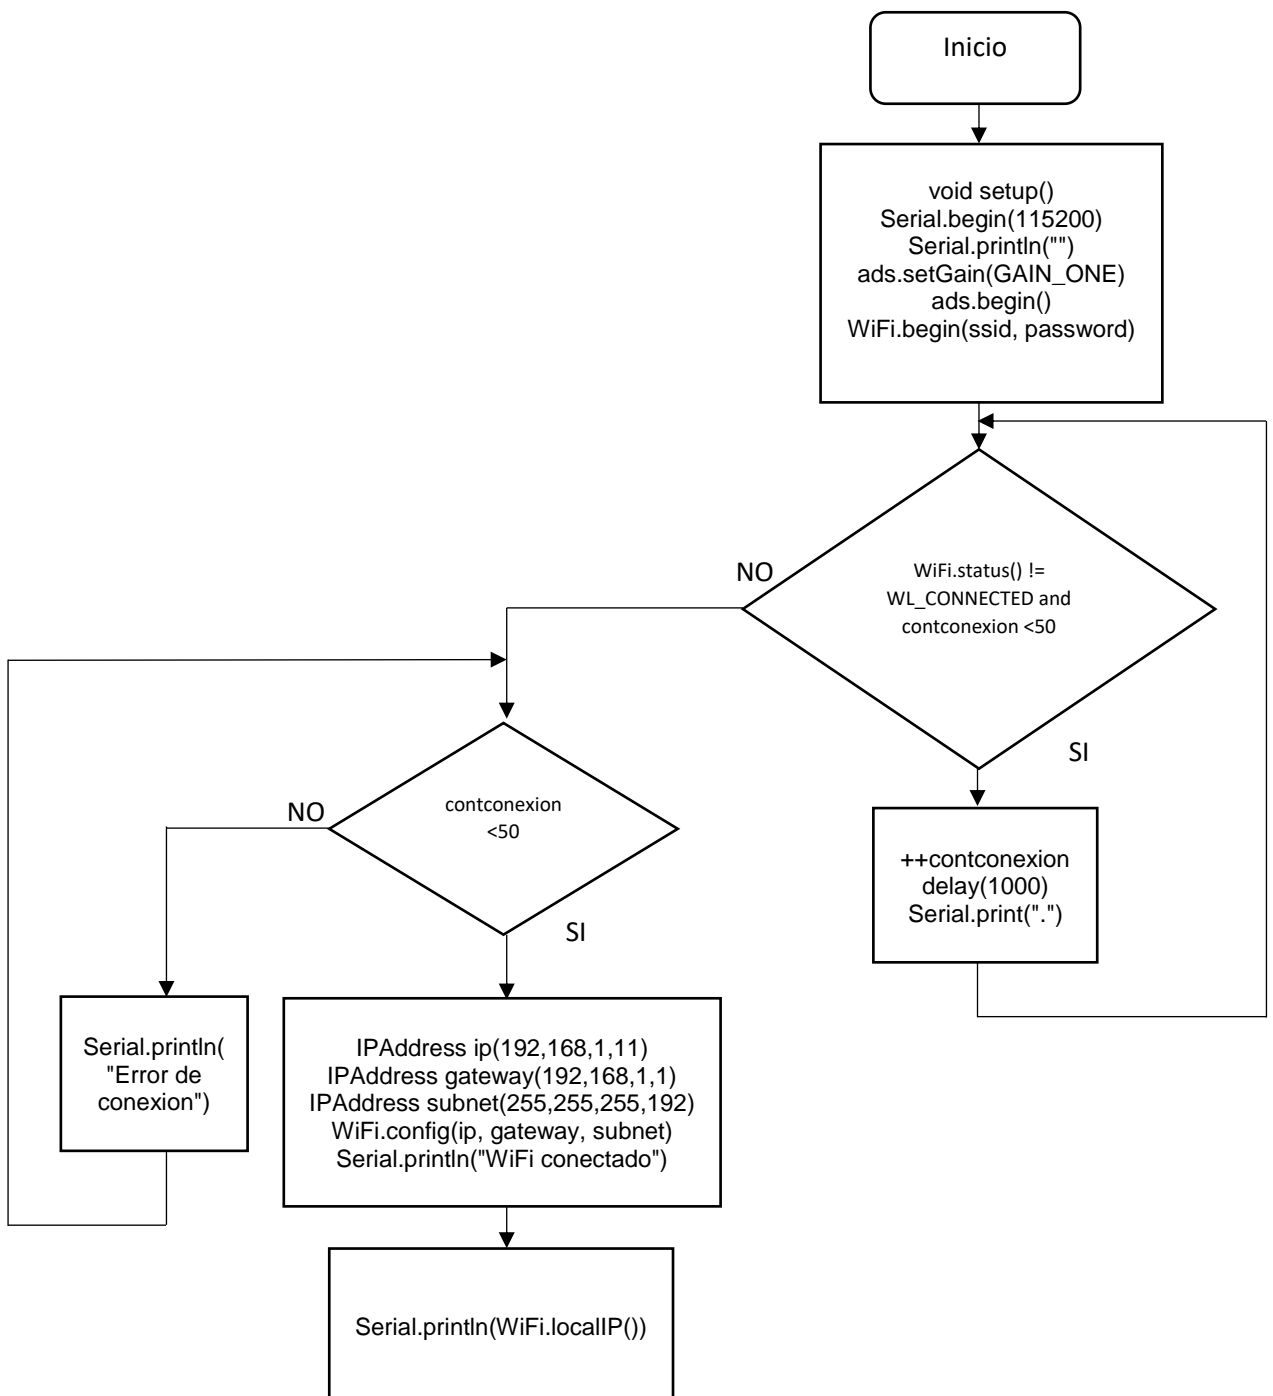 Inicio
void setup()
Serial.begin(115200)
Serial.println("")
ads.setGain(GAIN_ONE)
ads.begin()
WiFi.begin(ssid, password)
NO
WiFi.status() !=
WL_CONNECTED and
contconexion <50
SI
NO
contconexion
<50
SI
++contconexion
delay(1000)
Serial.print(".")
Serial.println(
"Error de
conexion")
IPAddress ip(192,168,1,11)
IPAddress gateway(192,168,1,1)
IPAddress subnet(255,255,255,192)
WiFi.config(ip, gateway, subnet)
Serial.println("WiFi conectado")
Serial.println(WiFi.localIP())